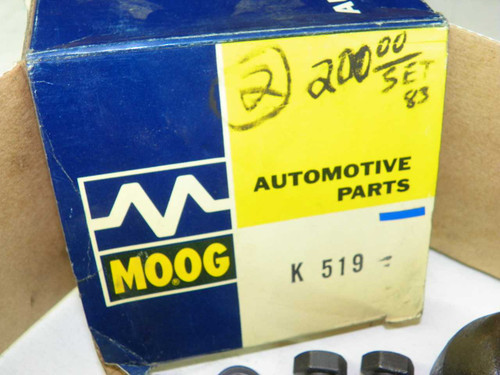 A
2
200 00
SET
83
AUTOMOTIVE
PARTS
MOOG
K 519